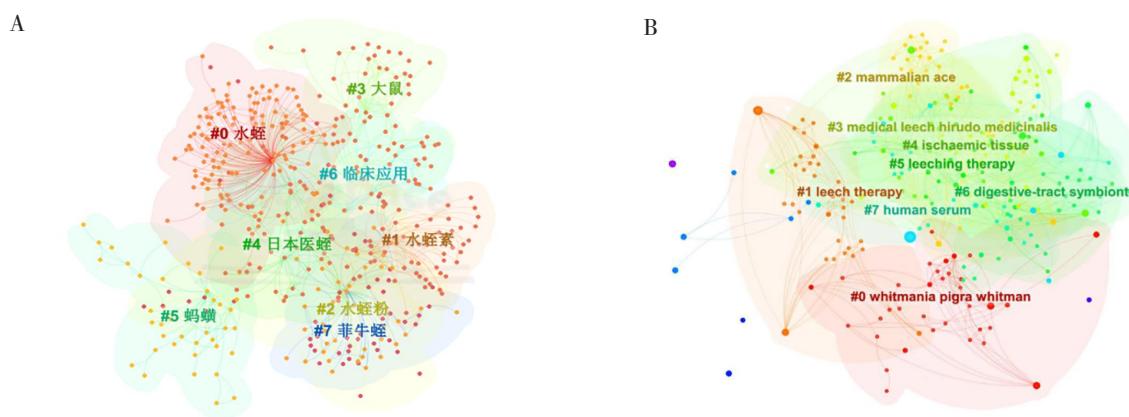 A
#3 大鼠
#0 水蛭
#6 临床应用
#4 日本医蛭
#1 水蛭素
#2 水蛭粉
#5 蚂蟥
#7 菲牛蛭
B
#2 mammalian ace
#3 medical leech hirudo medicinalis
#4 ischaemic tissue
#5 leeching therapy
#1 leech therapy
#6 digestive-tract symbiont
#7 human serum
#0 whitmania pigra whitman